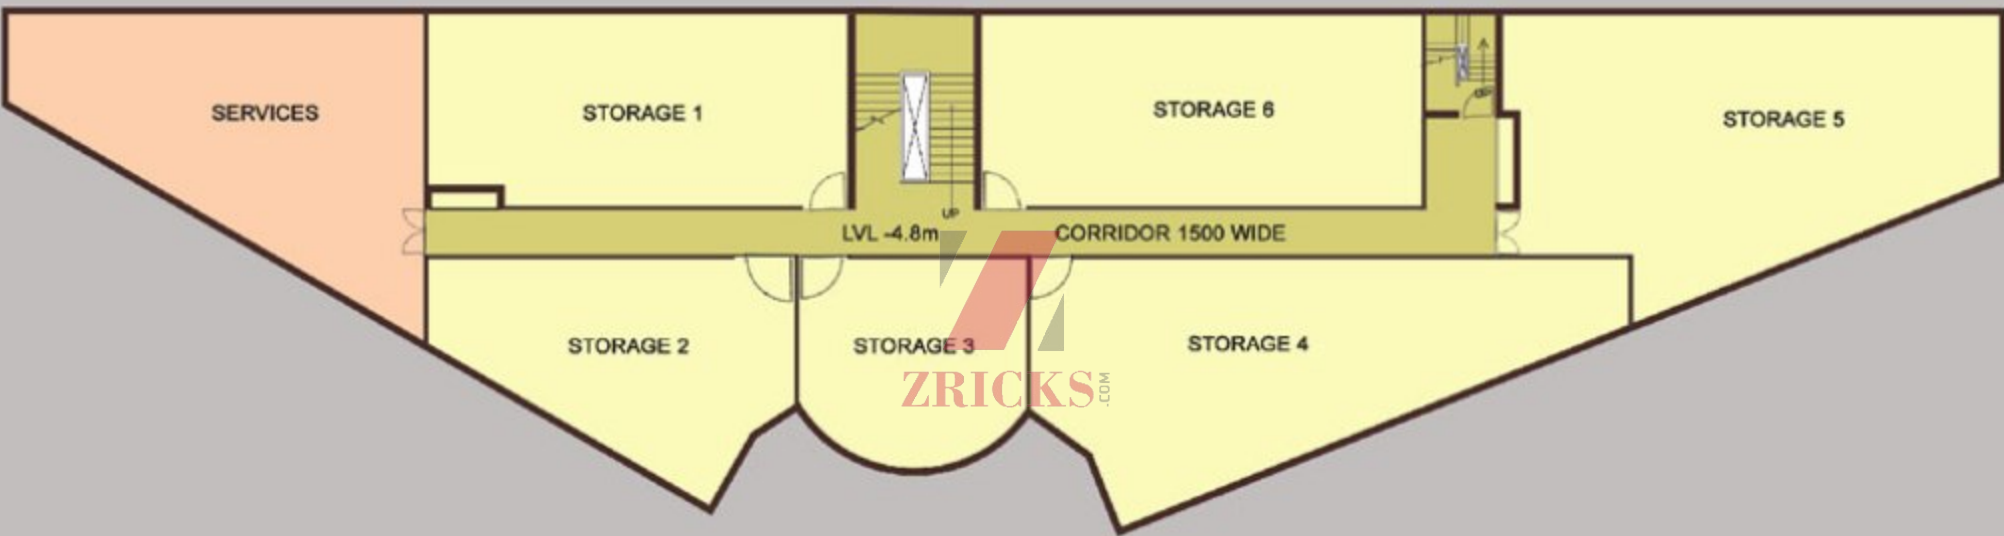 SERVICES
STORAGE 1
STORAGE 6
STORAGE 5
UP
UP
LVL -4.8m
CORRIDOR 1500 WIDE
STORAGE 2
STORAGE 3
STORAGE 4
ZRICKS.COM